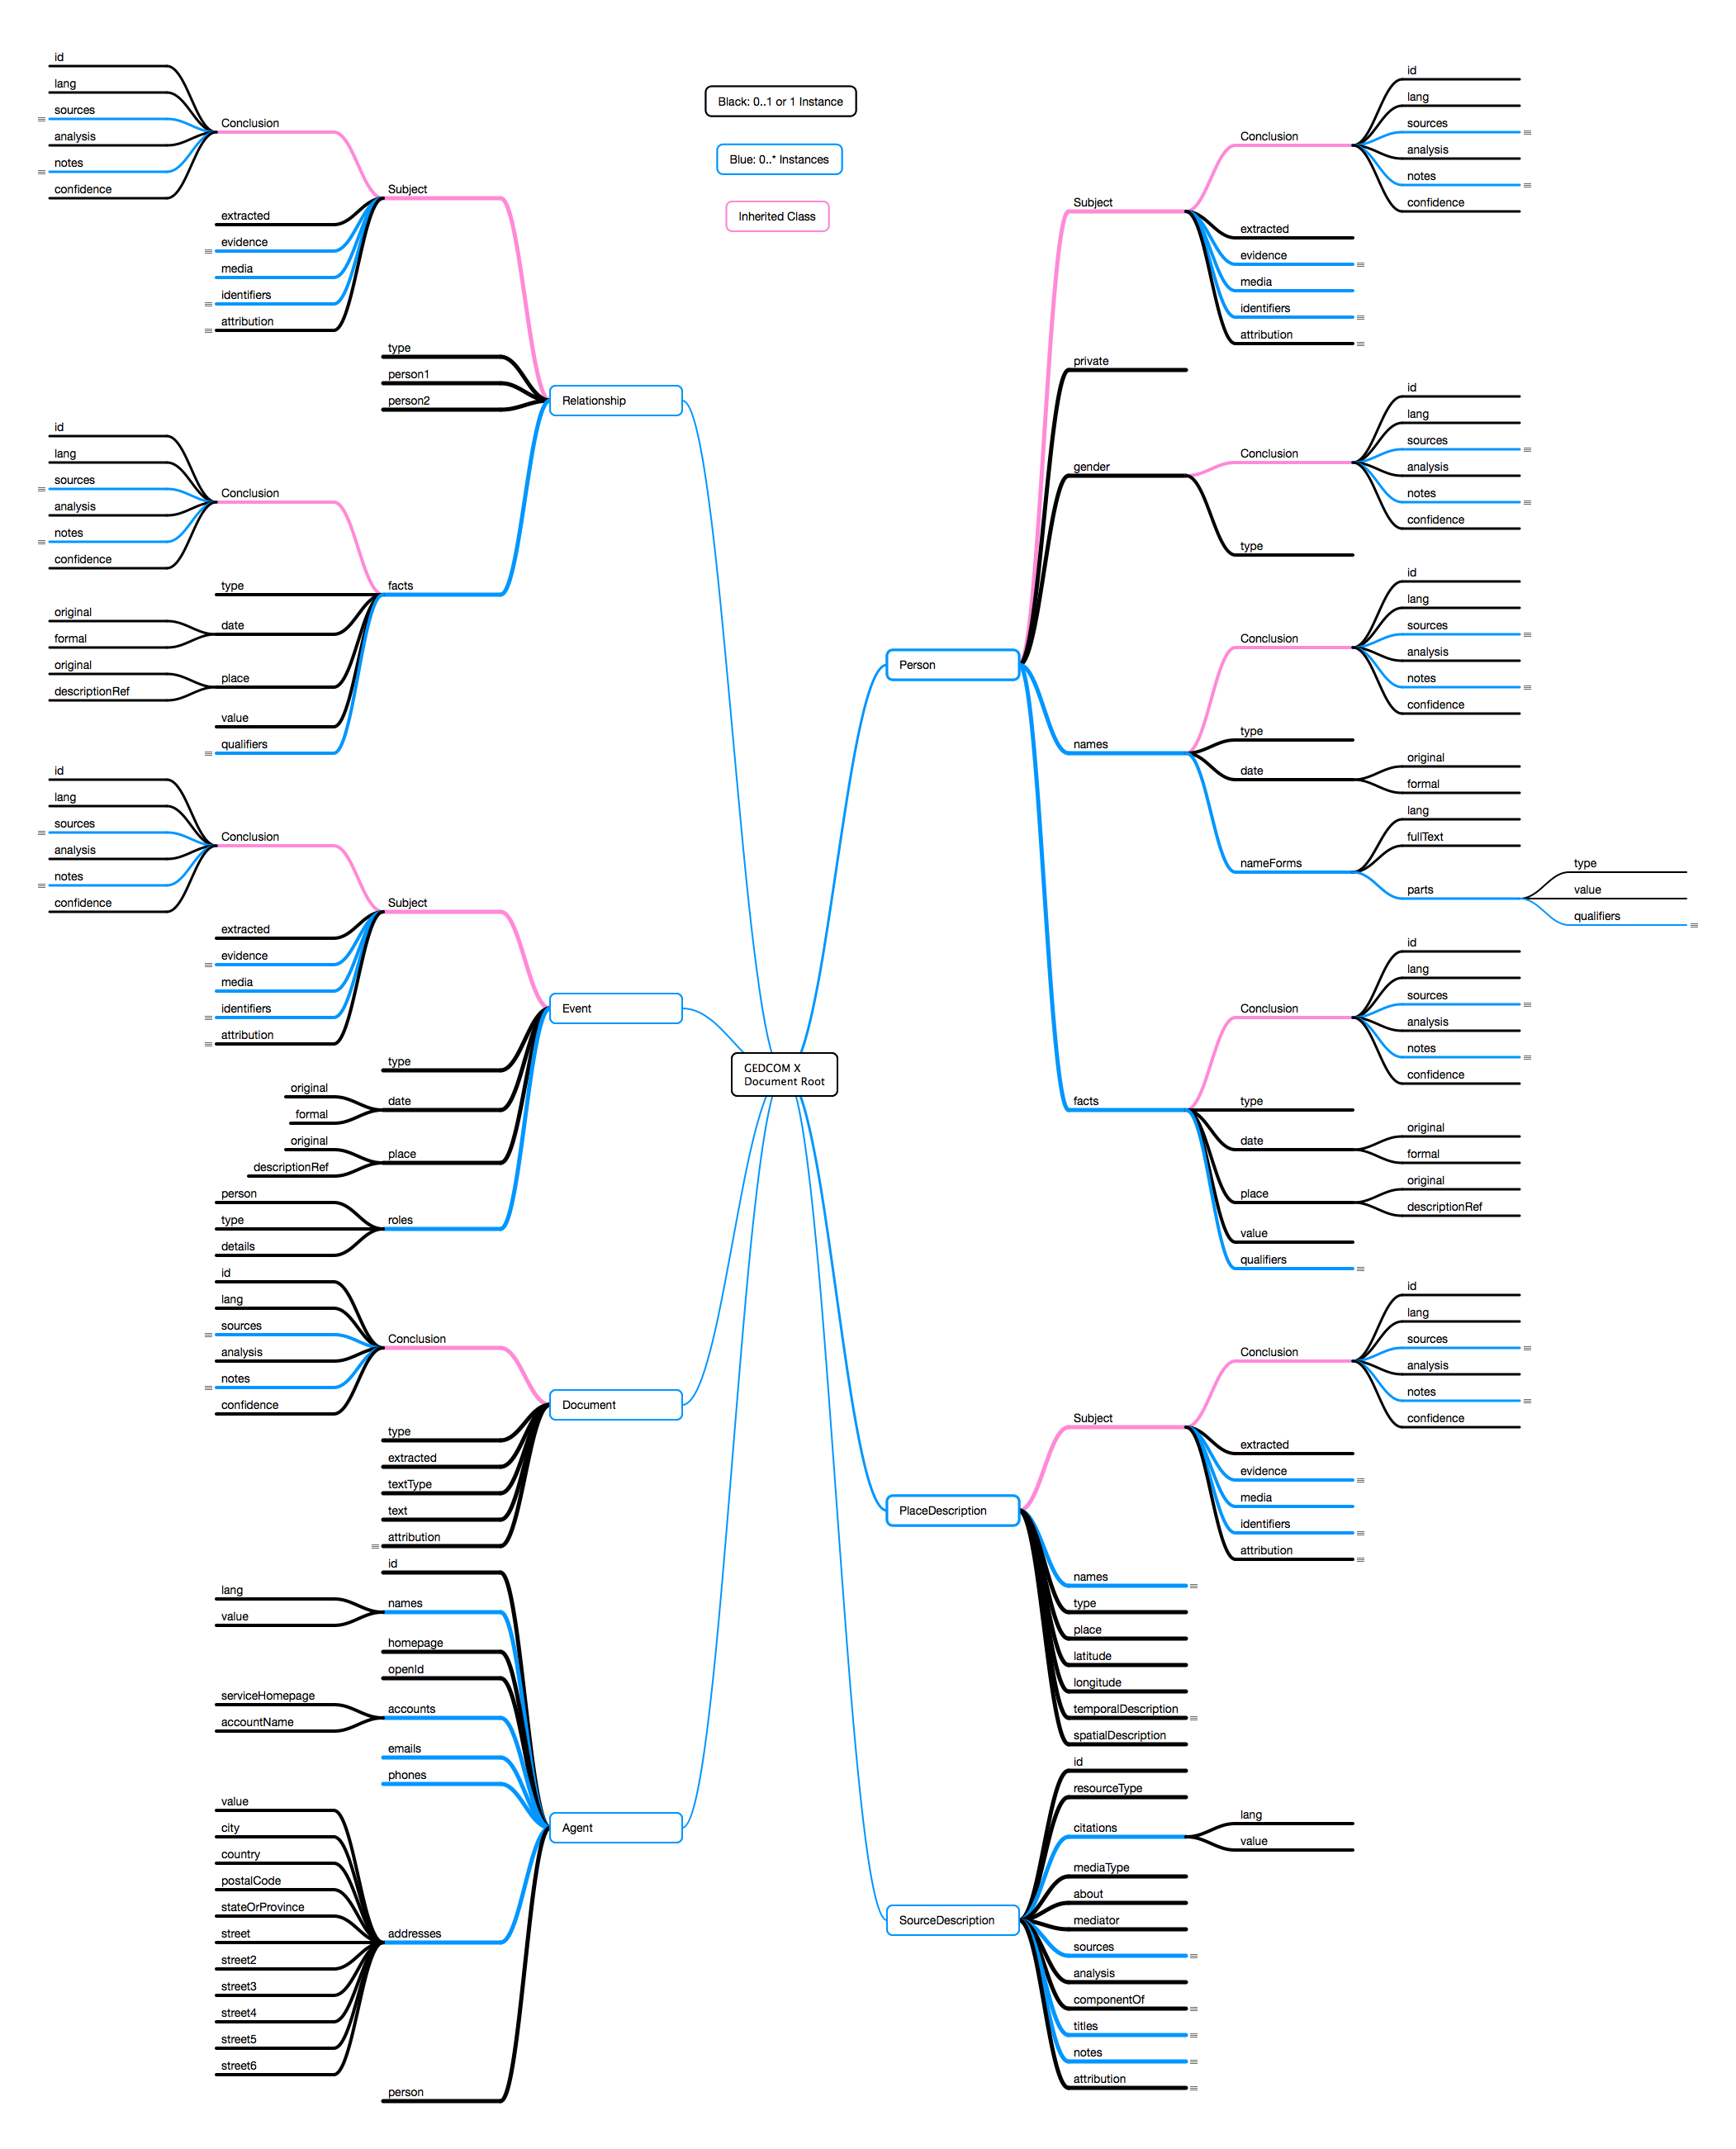 Black: 0..1 or 1 Instance
Blue: 0..* Instances
Inherited Class
GEDCOM X
Document Root
Relationship
Subject
Conclusion
id
lang
sources
analysis
notes
confidence
extracted
evidence
media
identifiers
attribution
type
person1
person2
facts
Conclusion
id
lang
sources
analysis
notes
confidence
type
date
original
formal
place
original
descriptionRef
value
qualifiers
Event
Subject
Conclusion
id
lang
sources
analysis
notes
confidence
extracted
evidence
media
identifiers
attribution
type
date
original
formal
place
original
descriptionRef
roles
person
type
details
Document
Conclusion
id
lang
sources
analysis
notes
confidence
type
extracted
textType
text
attribution
Agent
id
names
lang
value
homepage
openId
accounts
serviceHomepage
accountName
emails
phones
addresses
value
city
country
postalCode
stateOrProvince
street
street2
street3
street4
street5
street6
person
Person
Subject
Conclusion
id
lang
sources
analysis
notes
confidence
extracted
evidence
media
identifiers
attribution
private
gender
Conclusion
id
lang
sources
analysis
notes
confidence
type
names
Conclusion
id
lang
sources
analysis
notes
confidence
type
date
original
formal
nameForms
lang
fullText
parts
type
value
qualifiers
facts
Conclusion
id
lang
sources
analysis
notes
confidence
type
date
original
formal
place
original
descriptionRef
value
qualifiers
PlaceDescription
Subject
Conclusion
id
lang
sources
analysis
notes
confidence
extracted
evidence
media
identifiers
attribution
names
type
place
latitude
longitude
temporalDescription
spatialDescription
SourceDescription
id
resourceType
citations
lang
value
mediaType
about
mediator
sources
analysis
componentOf
titles
notes
attribution